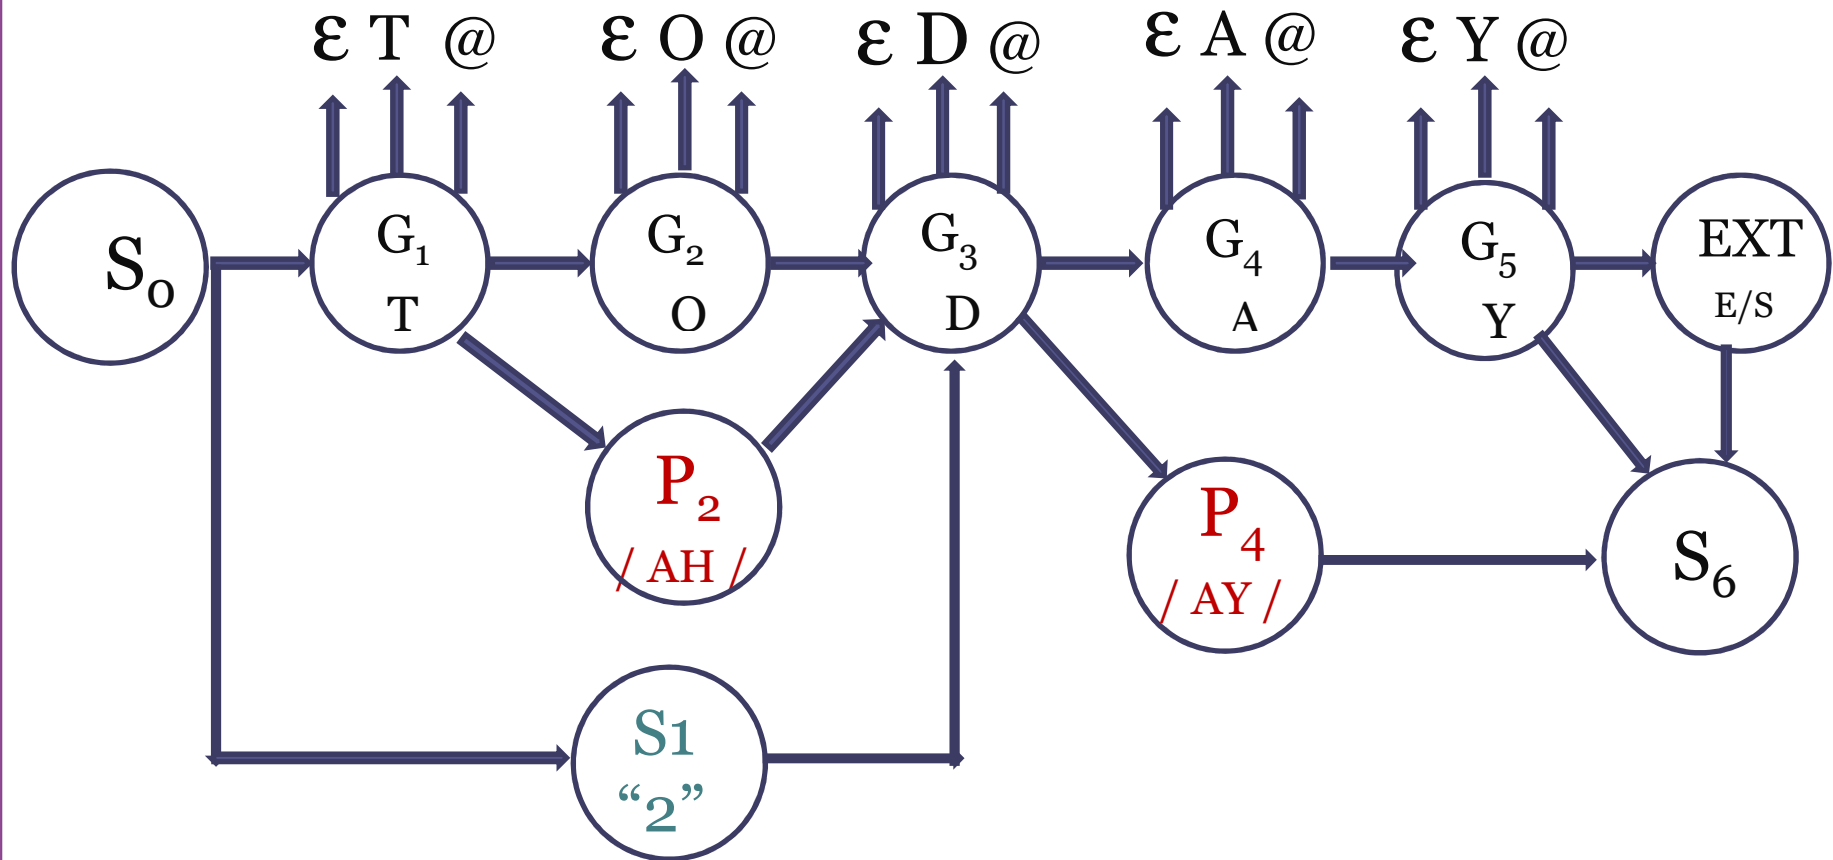 ε T @ ε O @ ε D @ ε A @ ε Y @
S₀
G₁
T
G₂
O
G₃
D
G₄
A
G₅
Y
EXT
E/S
P₂
/ AH /
P₄
/ AY /
S₆
S1
“2”